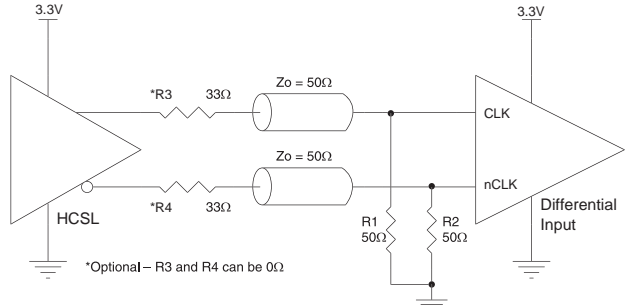 3.3V
3.3V
*R3
33Ω
Zo = 50Ω
CLK
Zo = 50Ω
nCLK
HCSL
*R4
33Ω
R1
50Ω
R2
50Ω
Differential
Input
*Optional – R3 and R4 can be 0Ω